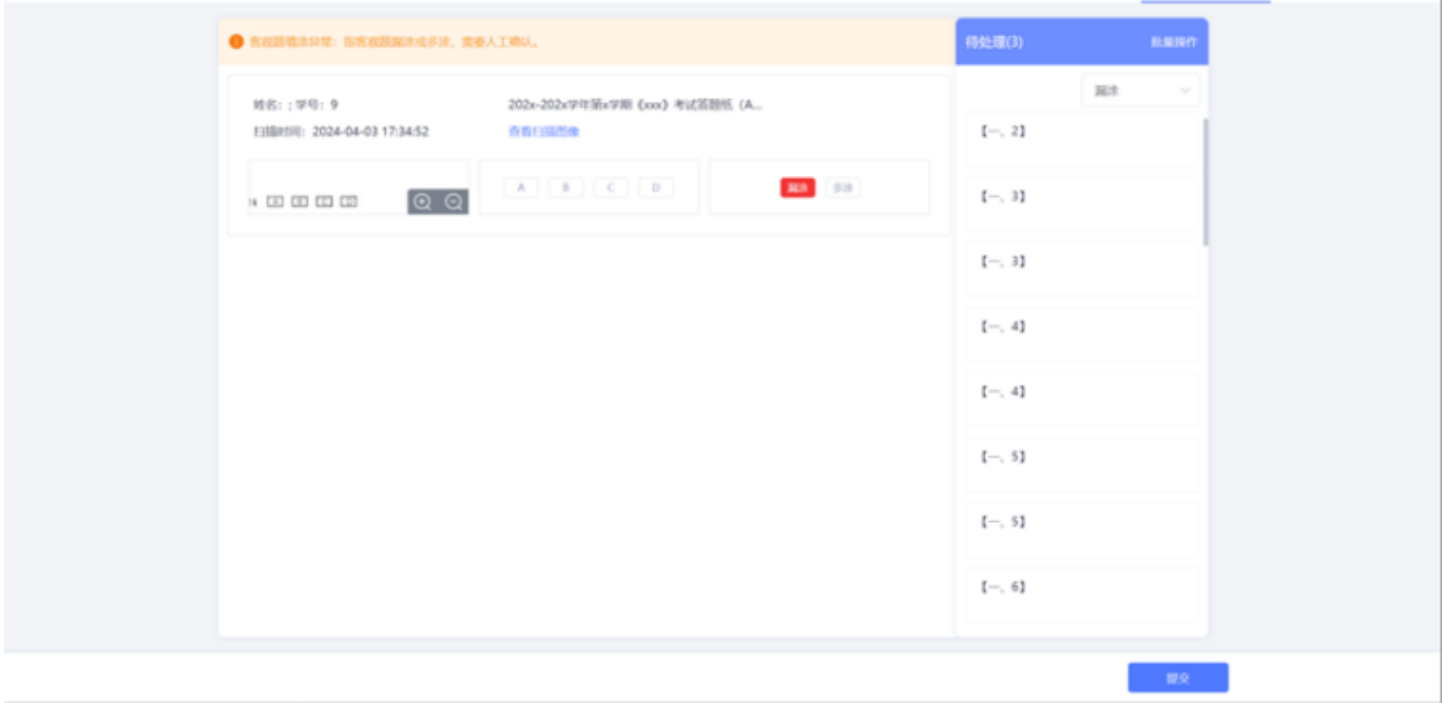 客观题填涂异常：指客观题漏涂或多涂，需要人工确认。
待处理(3) 批量操作
漏涂
姓名：; 学号：9 202x-202x学年第x学期《xxx》考试答题纸（A...
扫描时间：2024-04-03 17:34:52 查看扫描图像
A B C D
A B C D
漏涂 多涂
【一、2】
【一、3】
【一、3】
【一、4】
【一、4】
【一、5】
【一、5】
【一、6】
提交